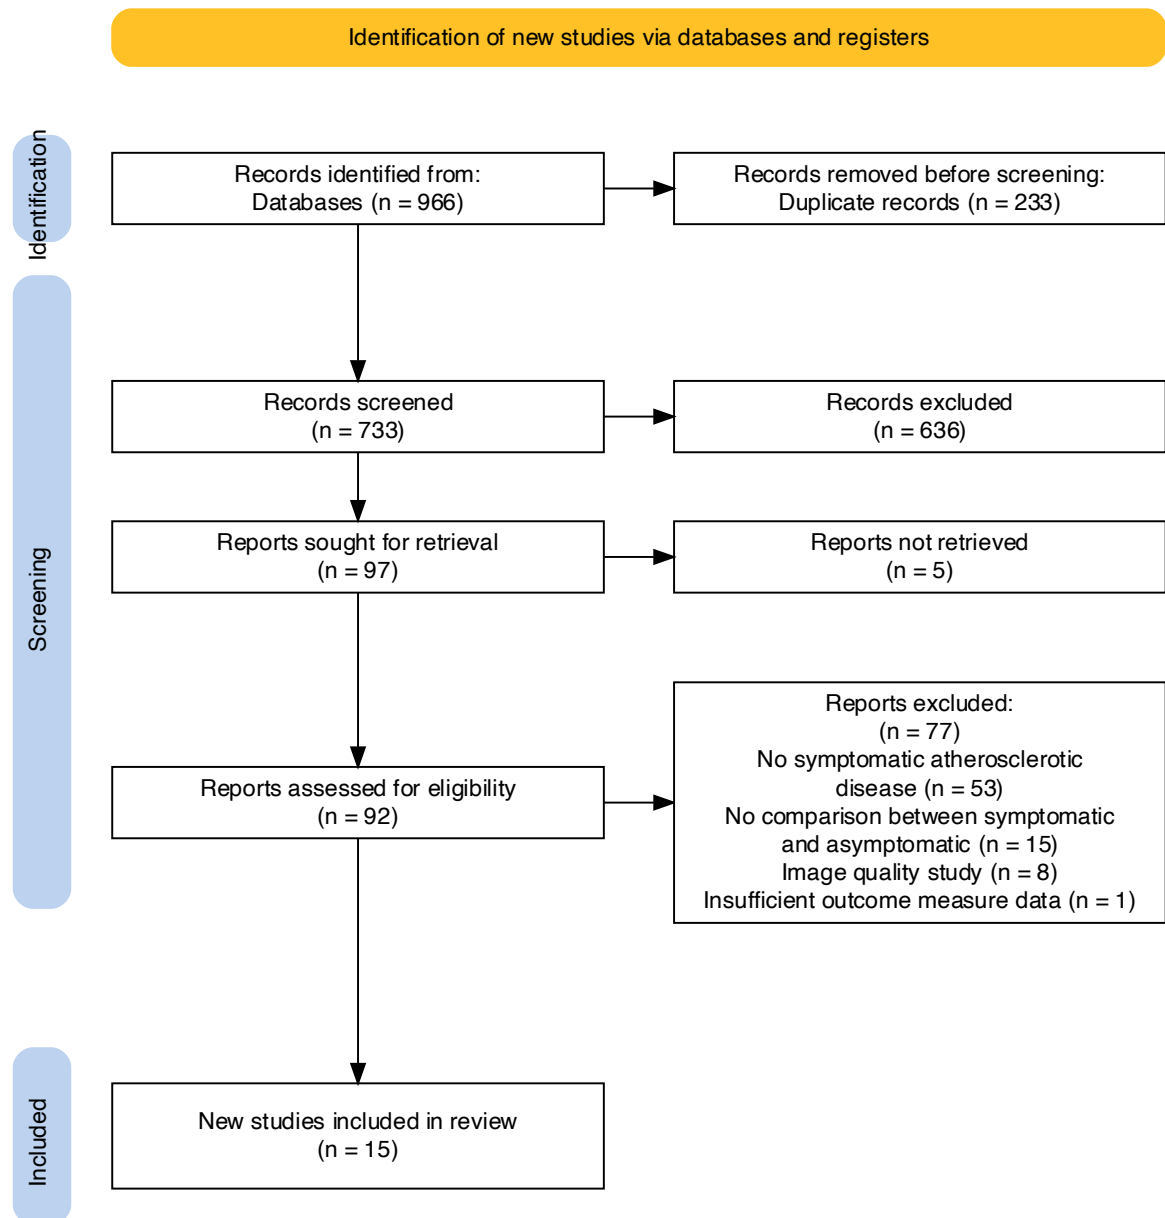 Identification of new studies via databases and registers
Identification
Records identified from:
Databases (n = 966)
Records removed before screening:
Duplicate records (n = 233)
Screening
Records screened
(n = 733)
Records excluded
(n = 636)
Reports sought for retrieval
(n = 97)
Reports not retrieved
(n = 5)
Reports assessed for eligibility
(n = 92)
Reports excluded:
(n = 77)
No symptomatic atherosclerotic
disease (n = 53)
No comparison between symptomatic
and asymptomatic (n = 15)
Image quality study (n = 8)
Insufficient outcome measure data (n = 1)
Included
New studies included in review
(n = 15)